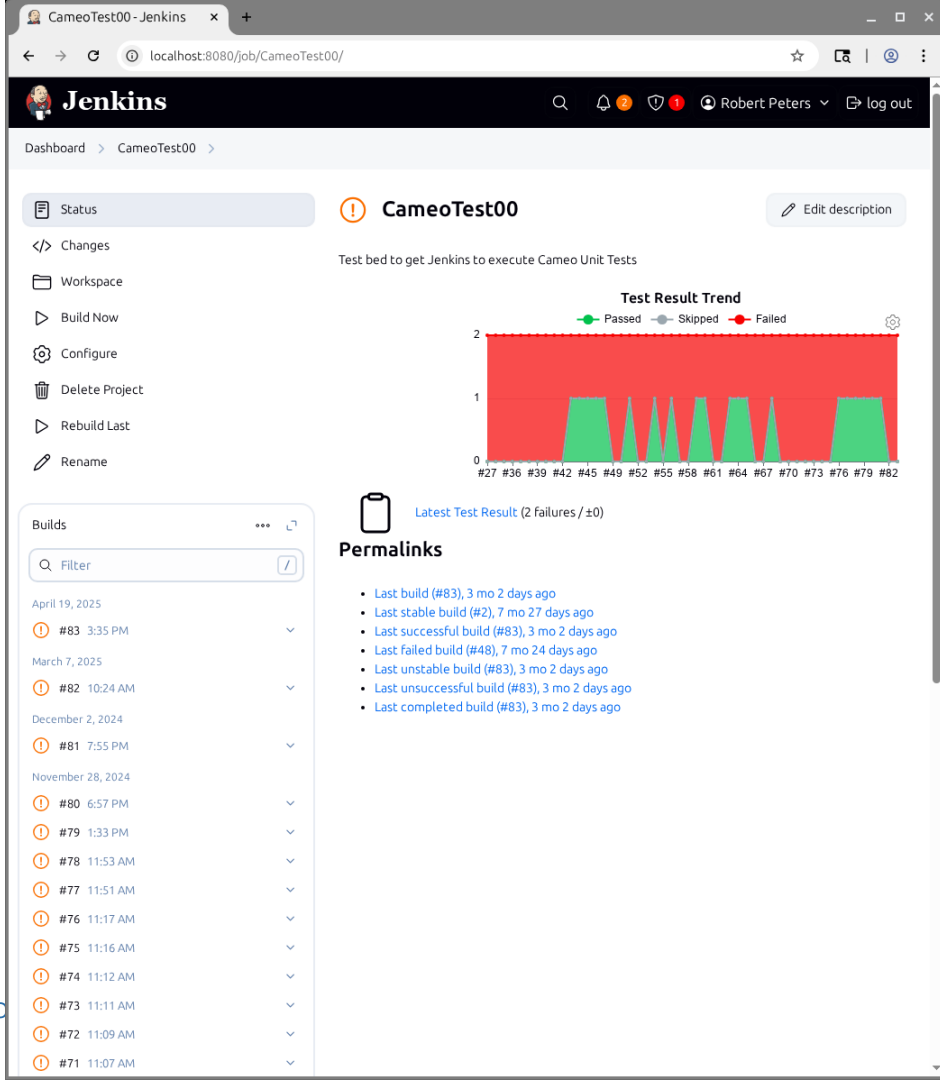 CameoTest00 - Jenkins
localhost:8080/job/CameoTest00/
Jenkins
2
1
Robert Peters
log out
Dashboard > CameoTest00 >
Status
Changes
Workspace
Build Now
Configure
Delete Project
Rebuild Last
Rename
Builds
Filter
/
April 19, 2025
#83 3:35 PM
March 7, 2025
#82 10:24 AM
December 2, 2024
#81 7:55 PM
November 28, 2024
#80 6:57 PM
#79 1:33 PM
#78 11:53 AM
#77 11:51 AM
#76 11:17 AM
#75 11:16 AM
#74 11:12 AM
#73 11:11 AM
#72 11:09 AM
#71 11:07 AM
CameoTest00
Edit description
Test bed to get Jenkins to execute Cameo Unit Tests
Test Result Trend
Passed Skipped Failed
2
1
0
#27 #36 #39 #42 #45 #49 #52 #55 #58 #61 #64 #67 #70 #73 #76 #79 #82
Latest Test Result (2 failures / ±0)
Permalinks
Last build (#83), 3 mo 2 days ago
Last stable build (#2), 7 mo 27 days ago
Last successful build (#83), 3 mo 2 days ago
Last failed build (#48), 7 mo 24 days ago
Last unstable build (#83), 3 mo 2 days ago
Last unsuccessful build (#83), 3 mo 2 days ago
Last completed build (#83), 3 mo 2 days ago